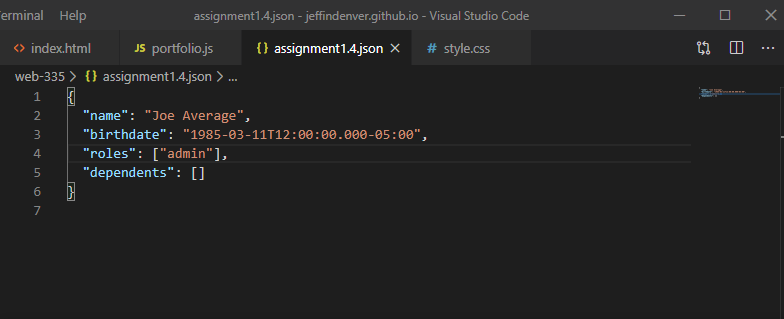 Terminal Help assignment1.4.json - jeffindenver.github.io - Visual Studio Code
<> index.html JS portfolio.js {} assignment1.4.json × # style.css ···
web-335 > {} assignment1.4.json > ...
1 {
2 "name": "Joe Average",
3 "birthdate": "1985-03-11T12:00:00.000-05:00",
4 "roles": ["admin"],
5 "dependents": []
6 }
7